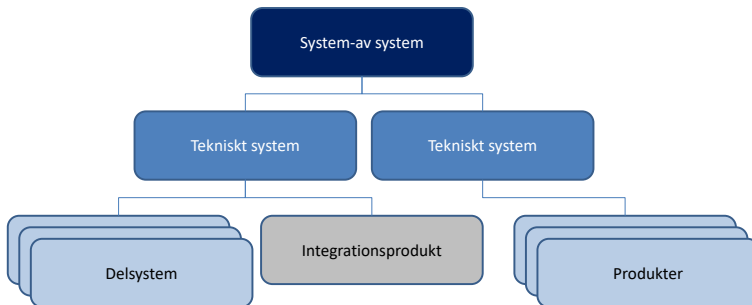 System-av system
Tekniskt system
Tekniskt system
Delsystem
Integrationsprodukt
Produkter